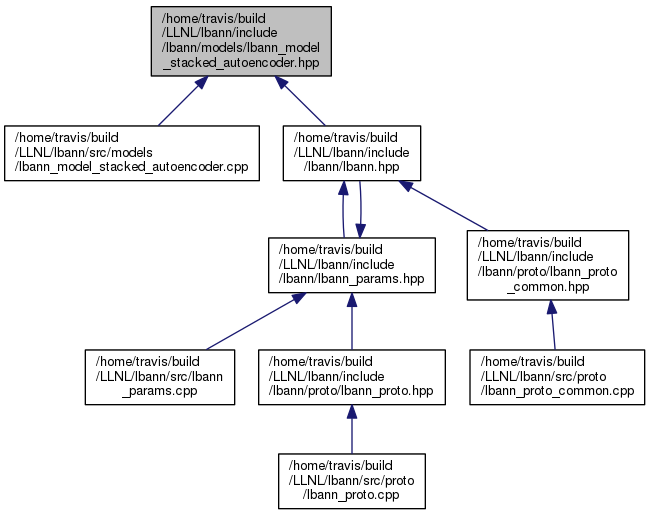 /home/travis/build
/LLNL/lbann/include
/lbann/models/lbann_model
_stacked_autoencoder.hpp
/home/travis/build
/LLNL/lbann/src/models
/lbann_model_stacked_autoencoder.cpp
/home/travis/build
/LLNL/lbann/include
/lbann/lbann.hpp
/home/travis/build
/LLNL/lbann/include
/lbann/lbann_params.hpp
/home/travis/build
/LLNL/lbann/include
/lbann/proto/lbann_proto
_common.hpp
/home/travis/build
/LLNL/lbann/src/lbann
_params.cpp
/home/travis/build
/LLNL/lbann/include
/lbann/proto/lbann_proto.hpp
/home/travis/build
/LLNL/lbann/src/proto
/lbann_proto_common.cpp
/home/travis/build
/LLNL/lbann/src/proto
/lbann_proto.cpp